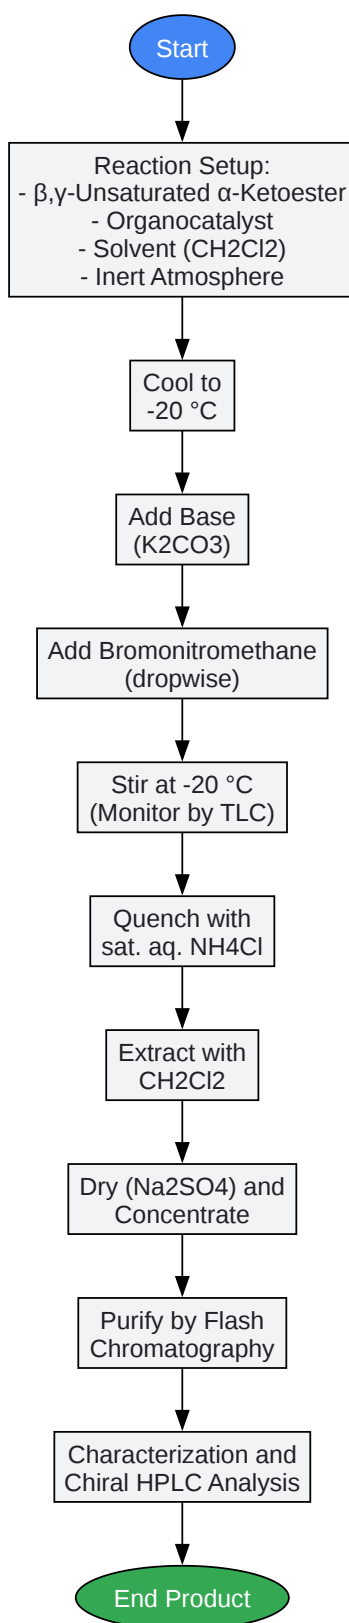 Start
Reaction Setup:
- β,γ-Unsaturated α-Ketoester
- Organocatalyst
- Solvent (CH2Cl2)
- Inert Atmosphere
Cool to
-20 °C
Add Base
(K2CO3)
Add Bromonitromethane
(dropwise)
Stir at -20 °C
(Monitor by TLC)
Quench with
sat. aq. NH4Cl
Extract with
CH2Cl2
Dry (Na2SO4) and
Concentrate
Purify by Flash
Chromatography
Characterization and
Chiral HPLC Analysis
End Product